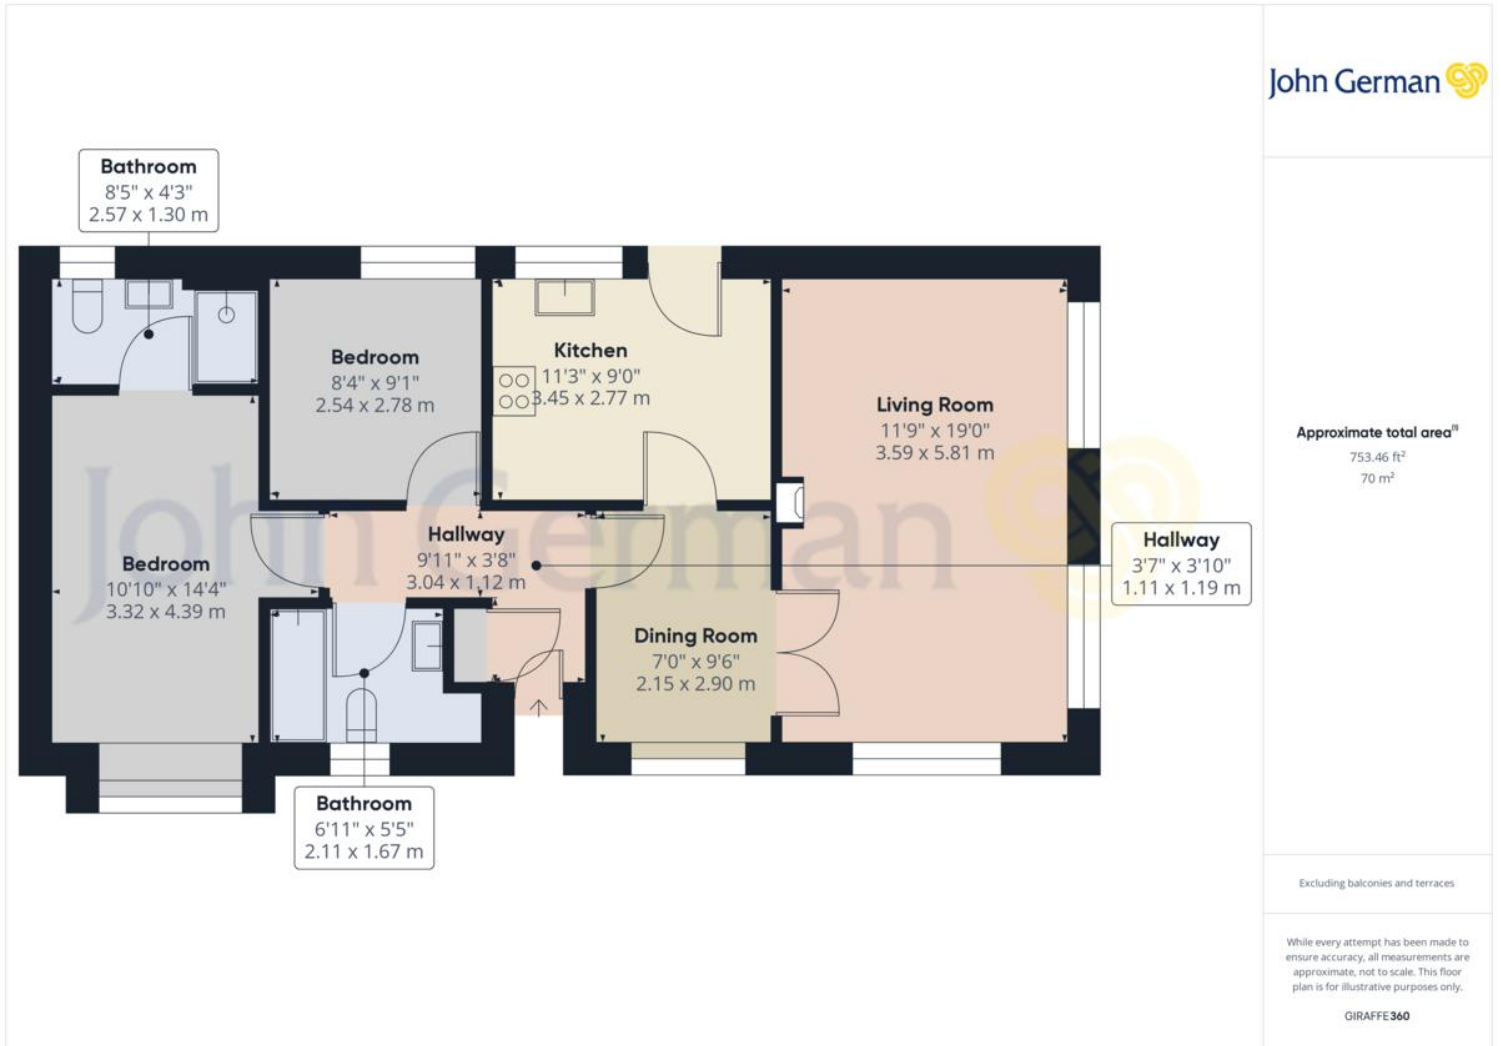 John German
Bathroom
8'5" x 4'3"
2.57 x 1.30 m
Bedroom
8'4" x 9'1"
2.54 x 2.78 m
Kitchen
11'3" x 9'0"
3.45 x 2.77 m
Living Room
11'9" x 19'0"
3.59 x 5.81 m
Bedroom
10'10" x 14'4"
3.32 x 4.39 m
Hallway
9'11" x 3'8"
3.04 x 1.12 m
Hallway
3'7" x 3'10"
1.11 x 1.19 m
Dining Room
7'0" x 9'6"
2.15 x 2.90 m
Bathroom
6'11" x 5'5"
2.11 x 1.67 m
John German
Approximate total area⁽¹⁾
753.46 ft²
70 m²
Excluding balconies and terraces
While every attempt has been made to
ensure accuracy, all measurements are
approximate, not to scale. This floor
plan is for illustrative purposes only.
GIRAFFE360